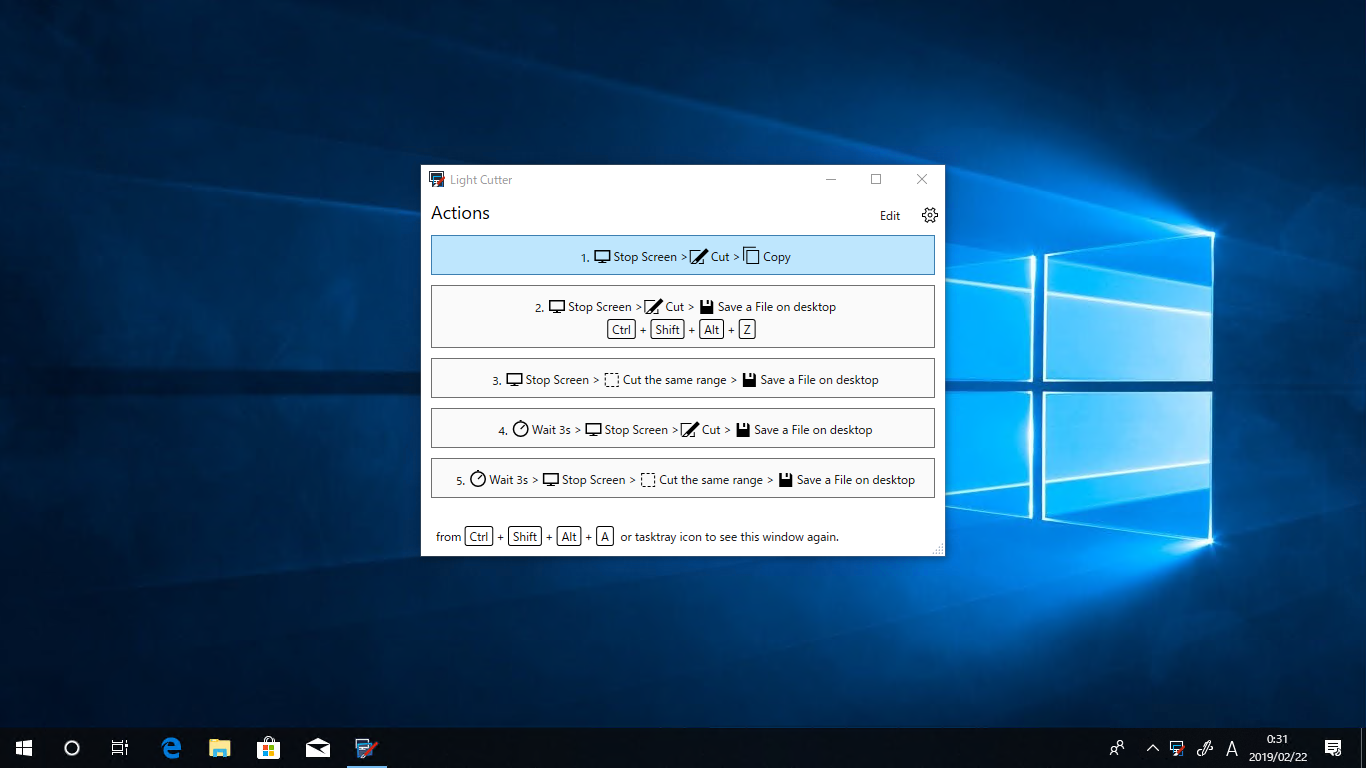 Light Cutter
Actions
Edit
1. Stop Screen > Cut > Copy
2. Stop Screen > Cut > Save a File on desktop
Ctrl + Shift + Alt + Z
3. Stop Screen > Cut the same range > Save a File on desktop
4. Wait 3s > Stop Screen > Cut > Save a File on desktop
5. Wait 3s > Stop Screen > Cut the same range > Save a File on desktop
from Ctrl + Shift + Alt + A or tasktray icon to see this window again.
A
0:31
2019/02/22